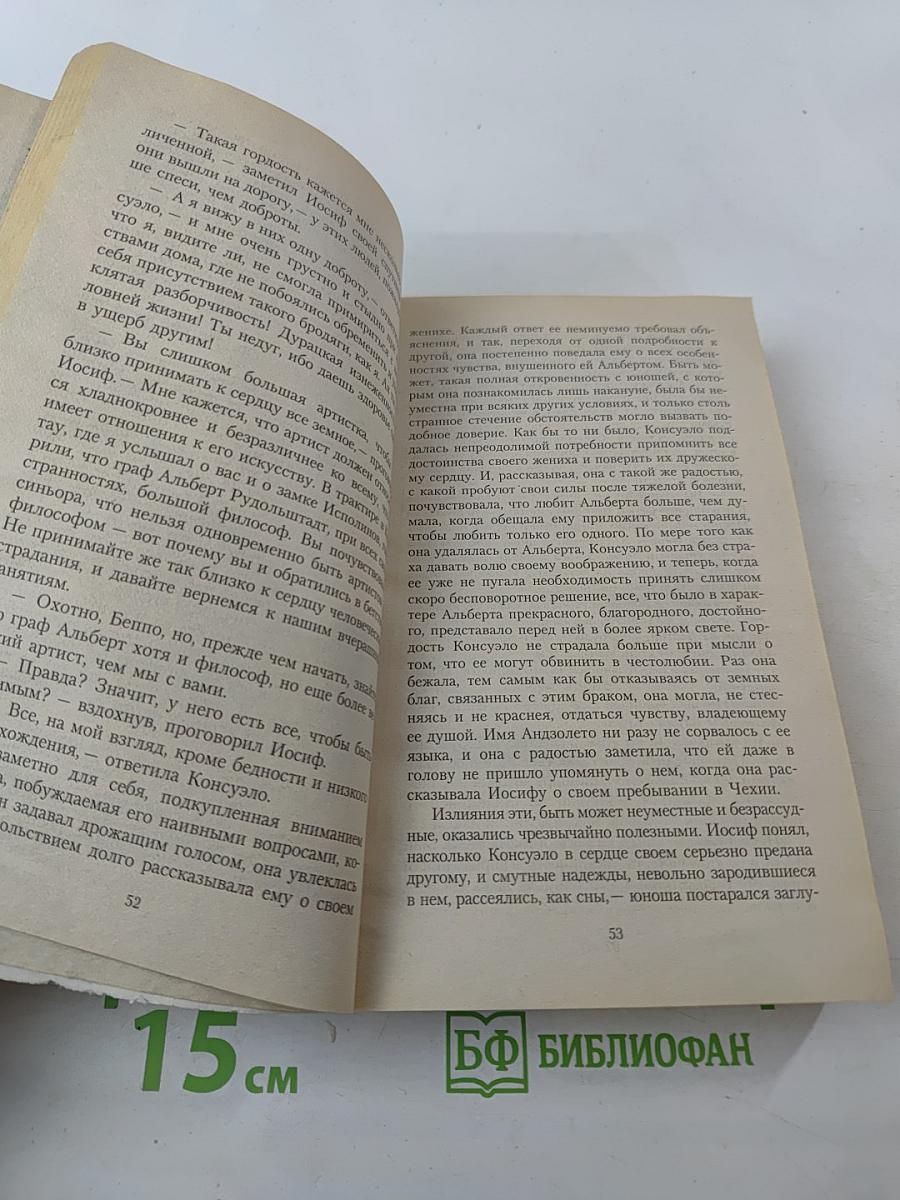 — Такая гордость кажется мне
личенной, — заметил Иосиф своей
они вышли на дорогу, — у этих людей,
ше спеси, чем доброты.
— А я вижу в них одну доброту, —
суэло, — и мне очень грустно и стыдно
что я, видите ли, не смогла примириться с
ствами дома, где не побоялись обременить
себя присутствием такого бродяги, как я. Ах,
клятая разборчивость! Дурацкая
ловней жизни! Ты недуг, ибо даешь здоровье
в ущерб другим!
— Вы слишком большая артистка, чтобы
близко принимать к сердцу все земное, —
Иосиф. — Мне кажется, что артист должен
ся хладнокровнее и безразличнее ко всему, что
имеет отношения к его искусству. В трактире в
тау, где я услышал о вас и о замке Исполинов,
рили, что граф Альберт Рудольштадт, при всех
странностях, большой философ. Вы
синьора, что нельзя одновременно быть
философом — вот почему вы и обратились в
Не принимайте же так близко к сердцу
страдания, и давайте вернемся к нашим
анятиям.
— Охотно, Беппо, но, прежде чем начать,
о граф Альберт хотя и философ, но еще более
кий артист, чем мы с вами.
— Правда? Значит, у него есть все, чтобы быть
имым? — вздохнув, проговорил Иосиф.
Все, на мой взгляд, кроме бедности и низкого
хождения, — ответила Консуэло.
заметно для себя, подкупленная вниманием
а, побуждаемая его наивными вопросами, ко-
н задавал дрожащим голосом, она увлеклась
ольствием долго рассказывала ему о своем
52
женихе. Каждый ответ ее неминуемо требовал объ-
яснения, и так, переходя от одной подробности к
другой, она постепенно поведала ему о всех особен-
ностях чувства, внушенного ей Альбертом. Быть мо-
жет, такая полная откровенность с юношей, с кото-
рым она познакомилась лишь накануне, была бы не-
уместна при всяких других условиях, и только столь
странное стечение обстоятельств могло вызвать по-
добное доверие. Как бы то ни было, Консуэло под-
далась непреодолимой потребности припомнить все
достоинства своего жениха и поверить их дружеско-
му сердцу. И, рассказывая, она с такой же радостью,
с какой пробуют свои силы после тяжелой болезни,
почувствовала, что любит Альберта больше, чем ду-
мала, когда обещала ему приложить все старания,
чтобы любить только его одного. По мере того как
она удалялась от Альберта, Консуэло могла без стра-
ха давать волю своему воображению, и теперь, когда
ее уже не пугала необходимость принять слишком
скоро бесповоротное решение, все, что было в харак-
тере Альберта прекрасного, благородного, достойно-
го, представало перед ней в более ярком свете. Гор-
дость Консуэло не страдала больше при мысли о
том, что ее могут обвинить в честолюбии. Раз она
бежала, тем самым как бы отказываясь от земных
благ, связанных с этим браком, она могла, не стес-
няясь и не краснея, отдаться чувству, владеющему
ее душой. Имя Андзолето ни разу не сорвалось с ее
языка, и она с радостью заметила, что ей даже в
голову не пришло упомянуть о нем, когда она рас-
сказывала Иосифу о своем пребывании в Чехии.
Излияния эти, быть может неуместные и безрассуд-
ные, оказались чрезвычайно полезными. Иосиф понял,
насколько Консуэло в сердце своем серьезно предана
другому, и смутные надежды, невольно зародившиеся
в нем, рассеялись, как сны,— юноша постарался заглу-
53
15 см
БФ БИБЛИОФАН